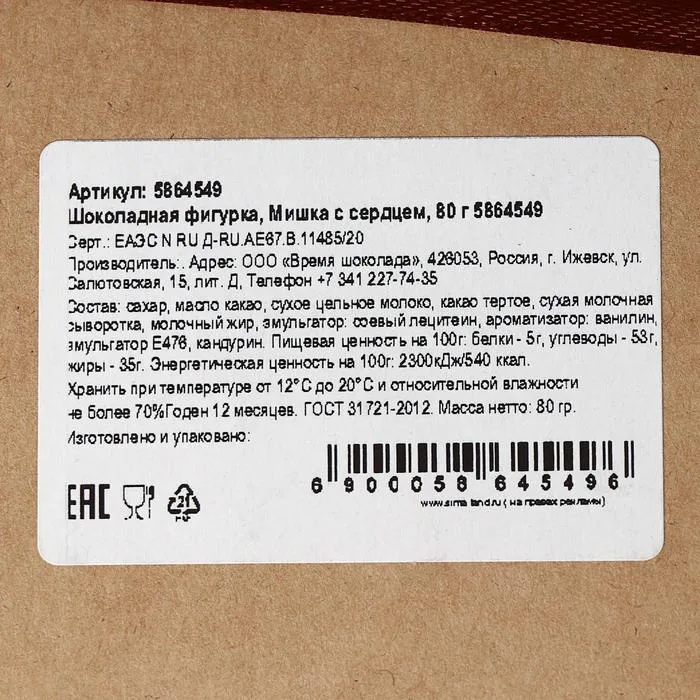 Артикул: 5864549
Шоколадная фигурка, Мишка с сердцем, 80 г 5864549
Серт.: ЕАЭС N RU Д-RU.АЕ67.В.11485/20
Производитель:. Адрес: ООО «Время шоколада», 426053, Россия, г. Ижевск, ул.
Салютовская, 15, лит. Д, Телефон +7 341 227-74-35
Состав: сахар, масло какао, сухое цельное молоко, какао тертое, сухая молочная
сыворотка, молочный жир, эмульгатор: соевый лецитеин, ароматизатор: ванилин,
эмульгатор Е476, кандурин. Пищевая ценность на 100г: белки - 5г, углеводы - 53г,
жиры - 35г. Энергетическая ценность на 100г: 2300кДж/540 ккал.
Хранить при температуре от 12°С до 20°С и относительной влажности
не более 70%Годен 12 месяцев. ГОСТ 31721-2012. Масса нетто: 80 гр.
Изготовлено и упаковано:
6 900058 645496
www.sima-land.ru ( на правах рекламы)
EAC 21